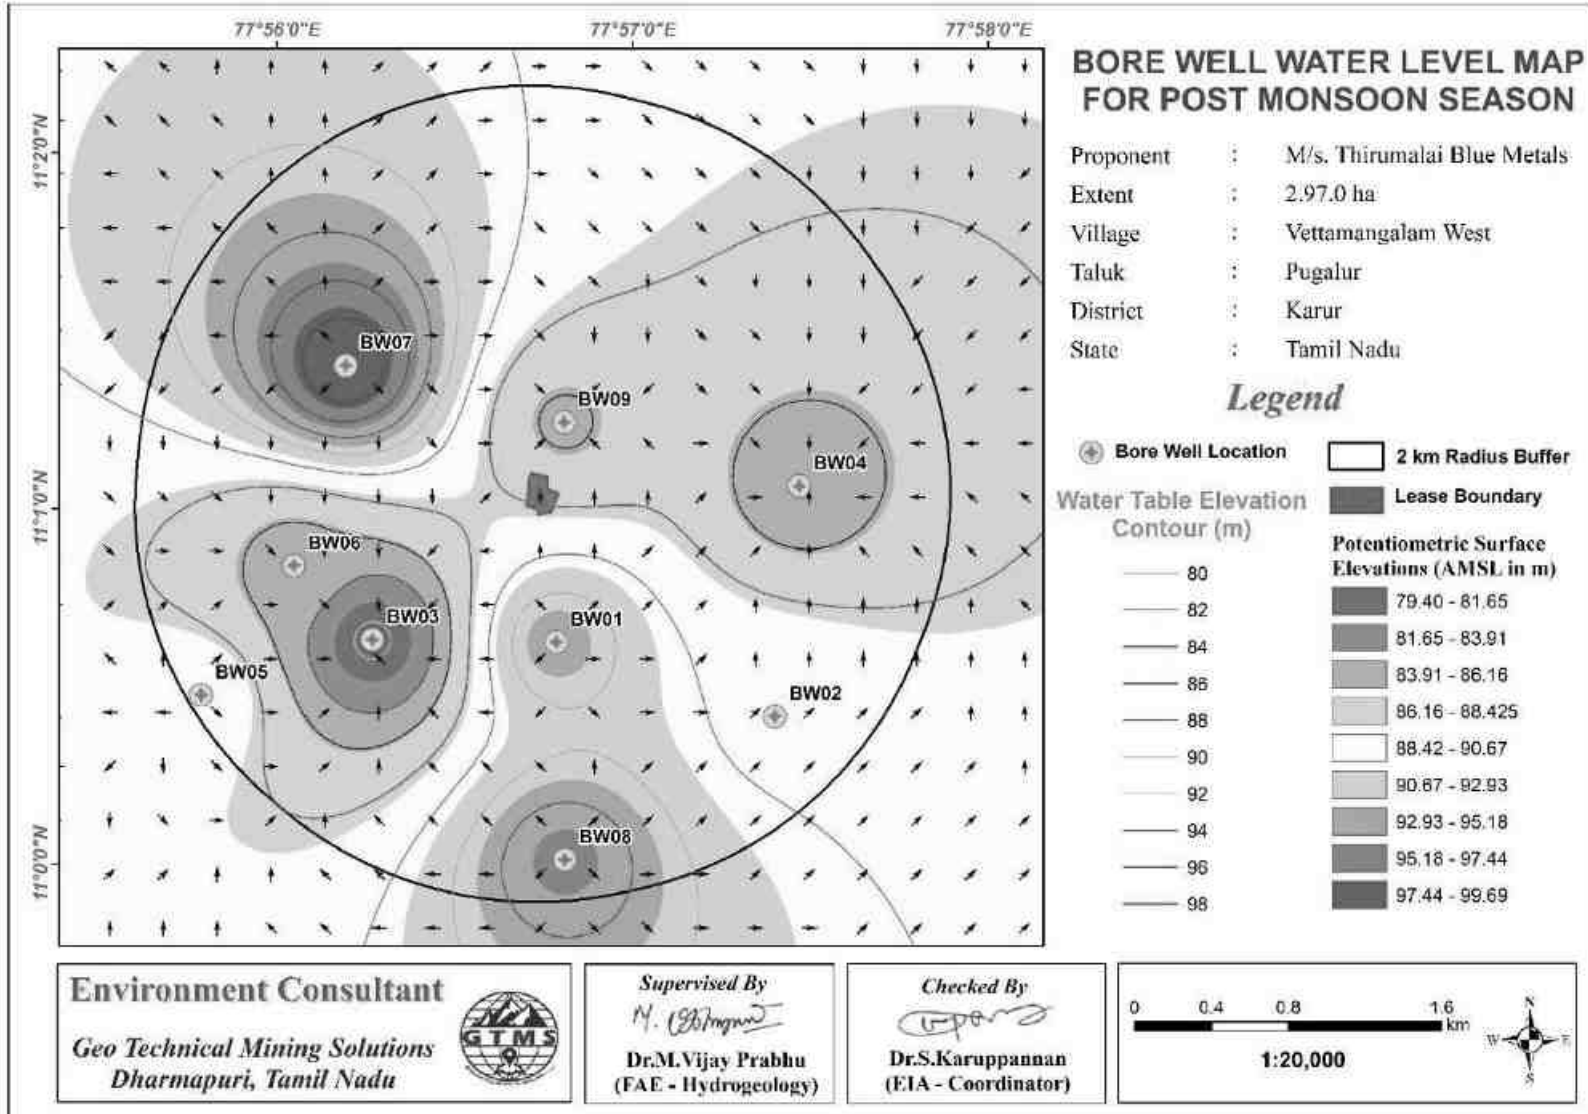 77°56'0"E
77°57'0"E
77°58'0"E
11°2'0"N
11°1'0"N
11°0'0"N
BW07
BW09
BW04
BW06
BW03
BW01
BW05
BW02
BW08
BORE WELL WATER LEVEL MAP
FOR POST MONSOON SEASON
Proponent : M/s. Thirumalai Blue Metals
Extent : 2.97.0 ha
Village : Vettamangalam West
Taluk : Pugalur
District : Karur
State : Tamil Nadu
Legend
Bore Well Location
2 km Radius Buffer
Lease Boundary
Water Table Elevation
Contour (m)
80
82
84
86
88
90
92
94
96
98
Potentiometric Surface
Elevations (AMSL in m)
79.40 - 81.65
81.65 - 83.91
83.91 - 86.16
86.16 - 88.425
88.42 - 90.67
90.67 - 92.93
92.93 - 95.18
95.18 - 97.44
97.44 - 99.69
Environment Consultant
Geo Technical Mining Solutions
Dharmapuri, Tamil Nadu
GTMS
Supervised By
Dr.M.Vijay Prabhu
(FAE - Hydrogeology)
Checked By
Dr.S.Karuppannan
(EIA - Coordinator)
0 0.4 0.8 1.6
km
1:20,000
N
W E
S